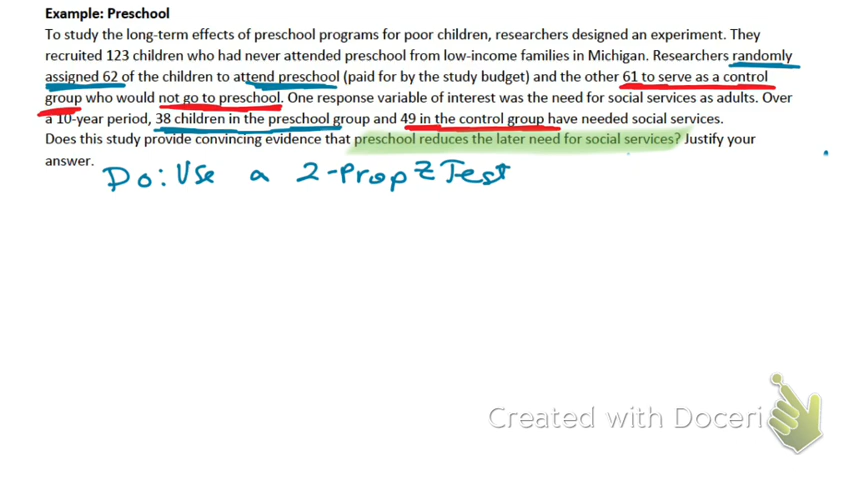 Example: Preschool
To study the long-term effects of preschool programs for poor children, researchers designed an experiment. They
recruited 123 children who had never attended preschool from low-income families in Michigan. Researchers randomly
assigned 62 of the children to attend preschool (paid for by the study budget) and the other 61 to serve as a control
group who would not go to preschool. One response variable of interest was the need for social services as adults. Over
a 10-year period, 38 children in the preschool group and 49 in the control group have needed social services.
Does this study provide convincing evidence that preschool reduces the later need for social services? Justify your
answer.
Do: Use a 2-Prop Z Test
Created with Doceri